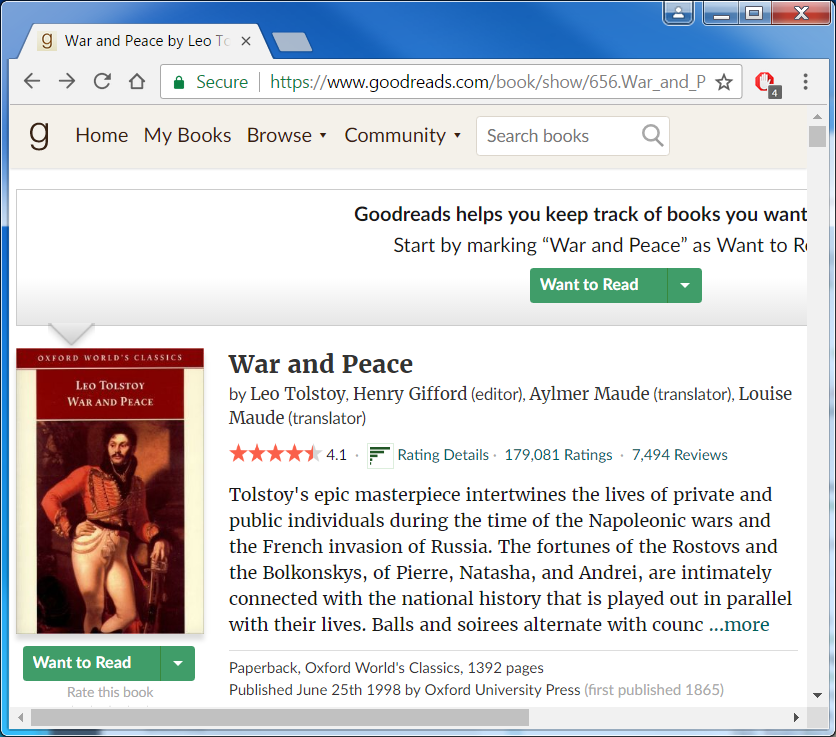 War and Peace by Leo To
Secure https://www.goodreads.com/book/show/656.War_and_P
4
g Home My Books Browse Community Search books
Goodreads helps you keep track of books you want
Start by marking “War and Peace” as Want to Re
Want to Read
OXFORD WORLD'S CLASSICS
LEO TOLSTOY
WAR AND PEACE
War and Peace
by Leo Tolstoy, Henry Gifford (editor), Aylmer Maude (translator), Louise
Maude (translator)
4.1 · Rating Details · 179,081 Ratings · 7,494 Reviews
Tolstoy's epic masterpiece intertwines the lives of private and
public individuals during the time of the Napoleonic wars and
the French invasion of Russia. The fortunes of the Rostovs and
the Bolkonskys, of Pierre, Natasha, and Andrei, are intimately
connected with the national history that is played out in parallel
with their lives. Balls and soirees alternate with counc ...more
Want to Read
Rate this book
Paperback, Oxford World's Classics, 1392 pages
Published June 25th 1998 by Oxford University Press (first published 1865)